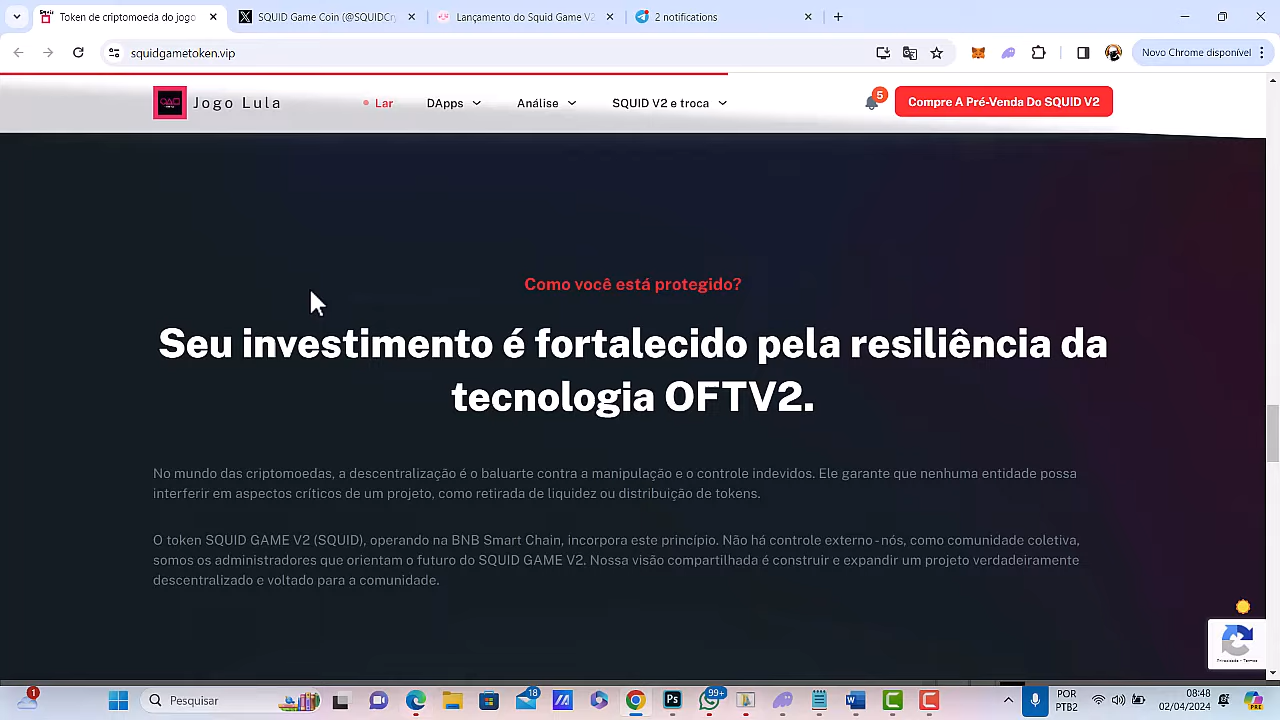 Token de criptomoeda do jogo
SQUID Game Coin (@SQUIDC
Lançamento do Squid Game V2
2 notifications
squidgametoken.vip
Novo Chrome disponível
Jogo Lula
Lar
DApps
Análise
SQUID V2 e troca
5
Compre A Pré-Venda Do SQUID V2
Como você está protegido?
Seu investimento é fortalecido pela resiliência da
tecnologia OFTV2.
No mundo das criptomoedas, a descentralização é o baluarte contra a manipulação e o controle indevidos. Ele garante que nenhuma entidade possa
interferir em aspectos críticos de um projeto, como retirada de liquidez ou distribuição de tokens.
O token SQUID GAME V2 (SQUID), operando na BNB Smart Chain, incorpora este princípio. Não há controle externo - nós, como comunidade coletiva,
somos os administradores que orientam o futuro do SQUID GAME V2. Nossa visão compartilhada é construir e expandir um projeto verdadeiramente
descentralizado e voltado para a comunidade.
Privacidade - Termos
1
Pesquisar
18
99+
POR
PTB2
08:48
02/04/2024
PRE